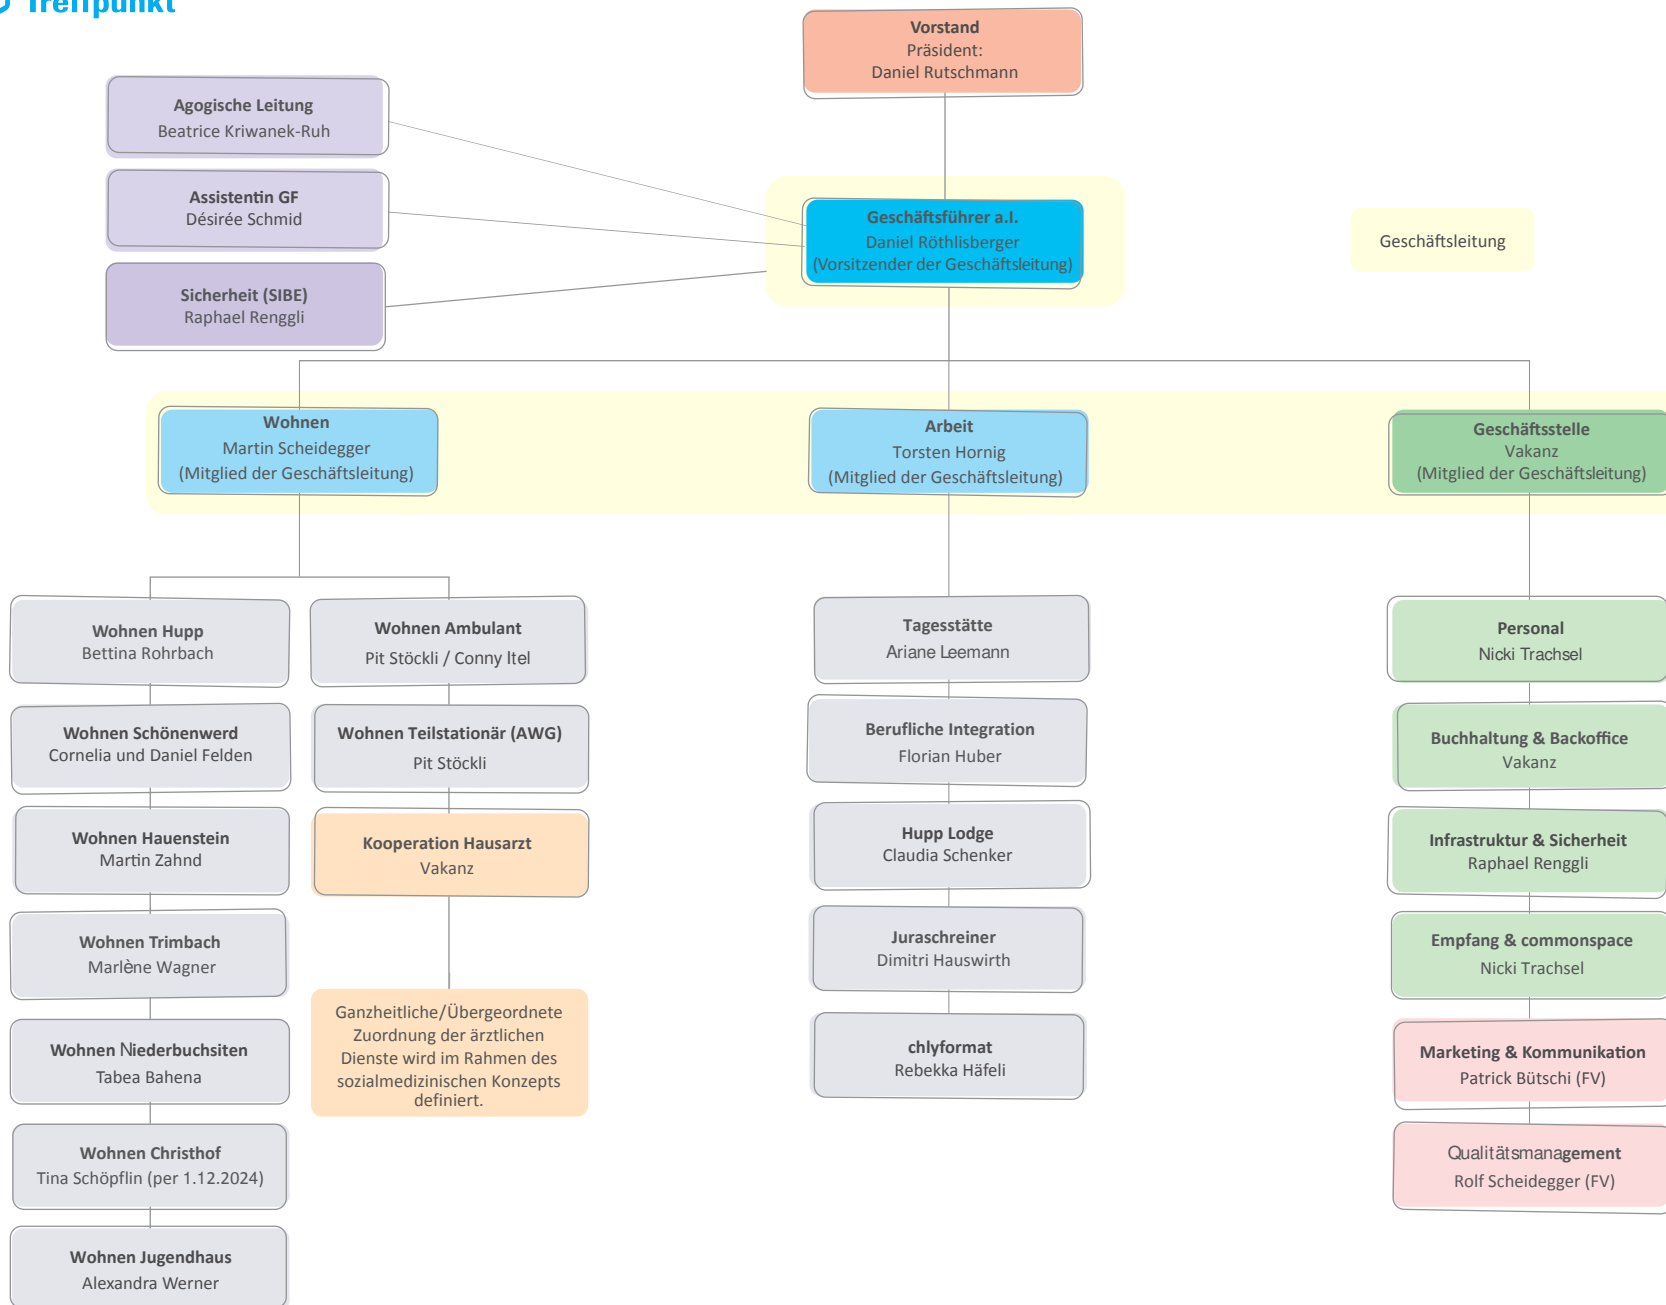 Treffpunkt
Vorstand
Präsident:
Daniel Rutschmann
Agogische Leitung
Beatrice Kriwanek-Ruh
Assistentin GF
Désirée Schmid
Sicherheit (SIBE)
Raphael Renggli
Geschäftsführer a.I.
Daniel Röthlisberger
(Vorsitzender der Geschäftsleitung)
Geschäftsleitung
Wohnen
Martin Scheidegger
(Mitglied der Geschäftsleitung)
Arbeit
Torsten Hornig
(Mitglied der Geschäftsleitung)
Geschäftsstelle
Vakanz
(Mitglied der Geschäftsleitung)
Wohnen Hupp
Bettina Rohrbach
Wohnen Schönenwerd
Cornelia und Daniel Felden
Wohnen Hauenstein
Martin Zahnd
Wohnen Trimbach
Marlène Wagner
Wohnen Niederbuchsiten
Tabea Bahena
Wohnen Christhof
Tina Schöpflin (per 1.12.2024)
Wohnen Jugendhaus
Alexandra Werner
Wohnen Ambulant
Pit Stöckli / Conny Itel
Wohnen Teilstationär (AWG)
Pit Stöckli
Kooperation Hausarzt
Vakanz
Ganzheitliche/Übergeordnete
Zuordnung der ärztlichen
Dienste wird im Rahmen des
sozialmedizinischen Konzepts
definiert.
Tagesstätte
Ariane Leemann
Berufliche Integration
Florian Huber
Hupp Lodge
Claudia Schenker
Juraschreiner
Dimitri Hauswirth
chlyformat
Rebekka Häfeli
Personal
Nicki Trachsel
Buchhaltung & Backoffice
Vakanz
Infrastruktur & Sicherheit
Raphael Renggli
Empfang & commonspace
Nicki Trachsel
Marketing & Kommunikation
Patrick Bütschi (FV)
Qualitätsmanagement
Rolf Scheidegger (FV)